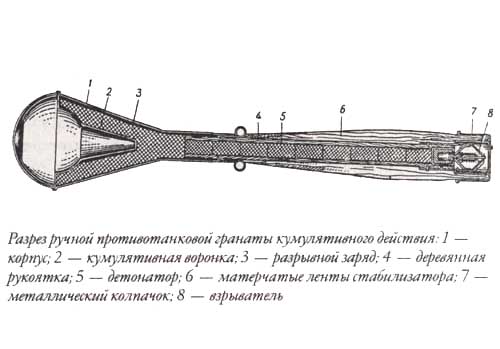 1
2
3
4
5
6
7
8
Разрез ручной противотанковой гранаты кумулятивного действия: 1 —
корпус; 2 — кумулятивная воронка; 3 — разрывной заряд; 4 — деревянная
рукоятка; 5 — детонатор; 6 — матерчатые ленты стабилизатора; 7 —
металлический колпачок; 8 — взрыватель